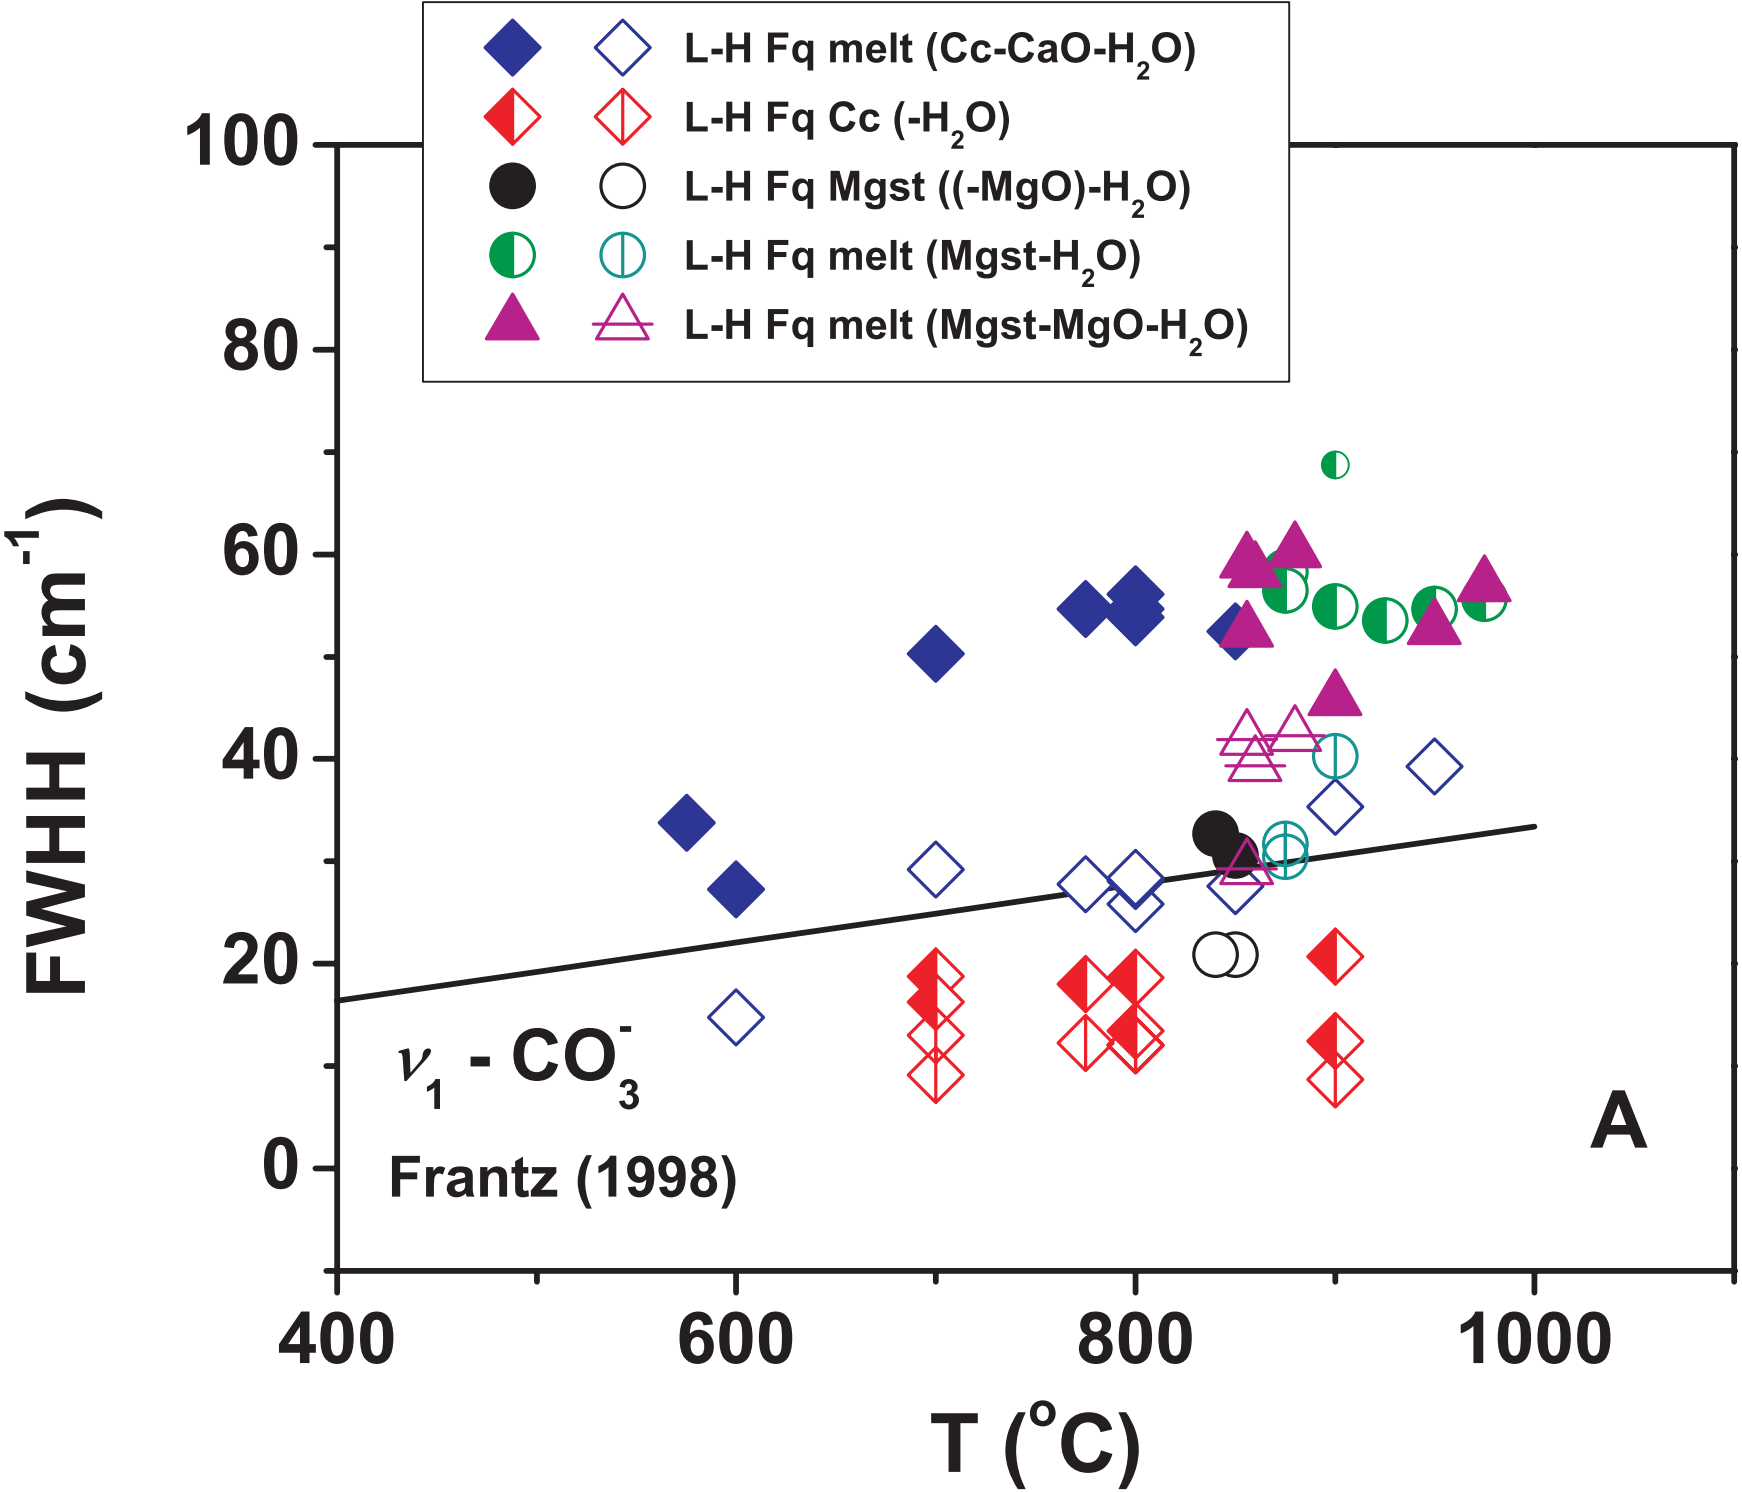 L-H Fq melt (Cc-CaO-H₂O)
L-H Fq Cc (-H₂O)
L-H Fq Mgst ((-MgO)-H₂O)
L-H Fq melt (Mgst-H₂O)
L-H Fq melt (Mgst-MgO-H₂O)
100
80
60
40
20
0
FWHH (cm⁻¹)
ν₁ - CO₃⁻
Frantz (1998)
A
400 600 800 1000
T (°C)